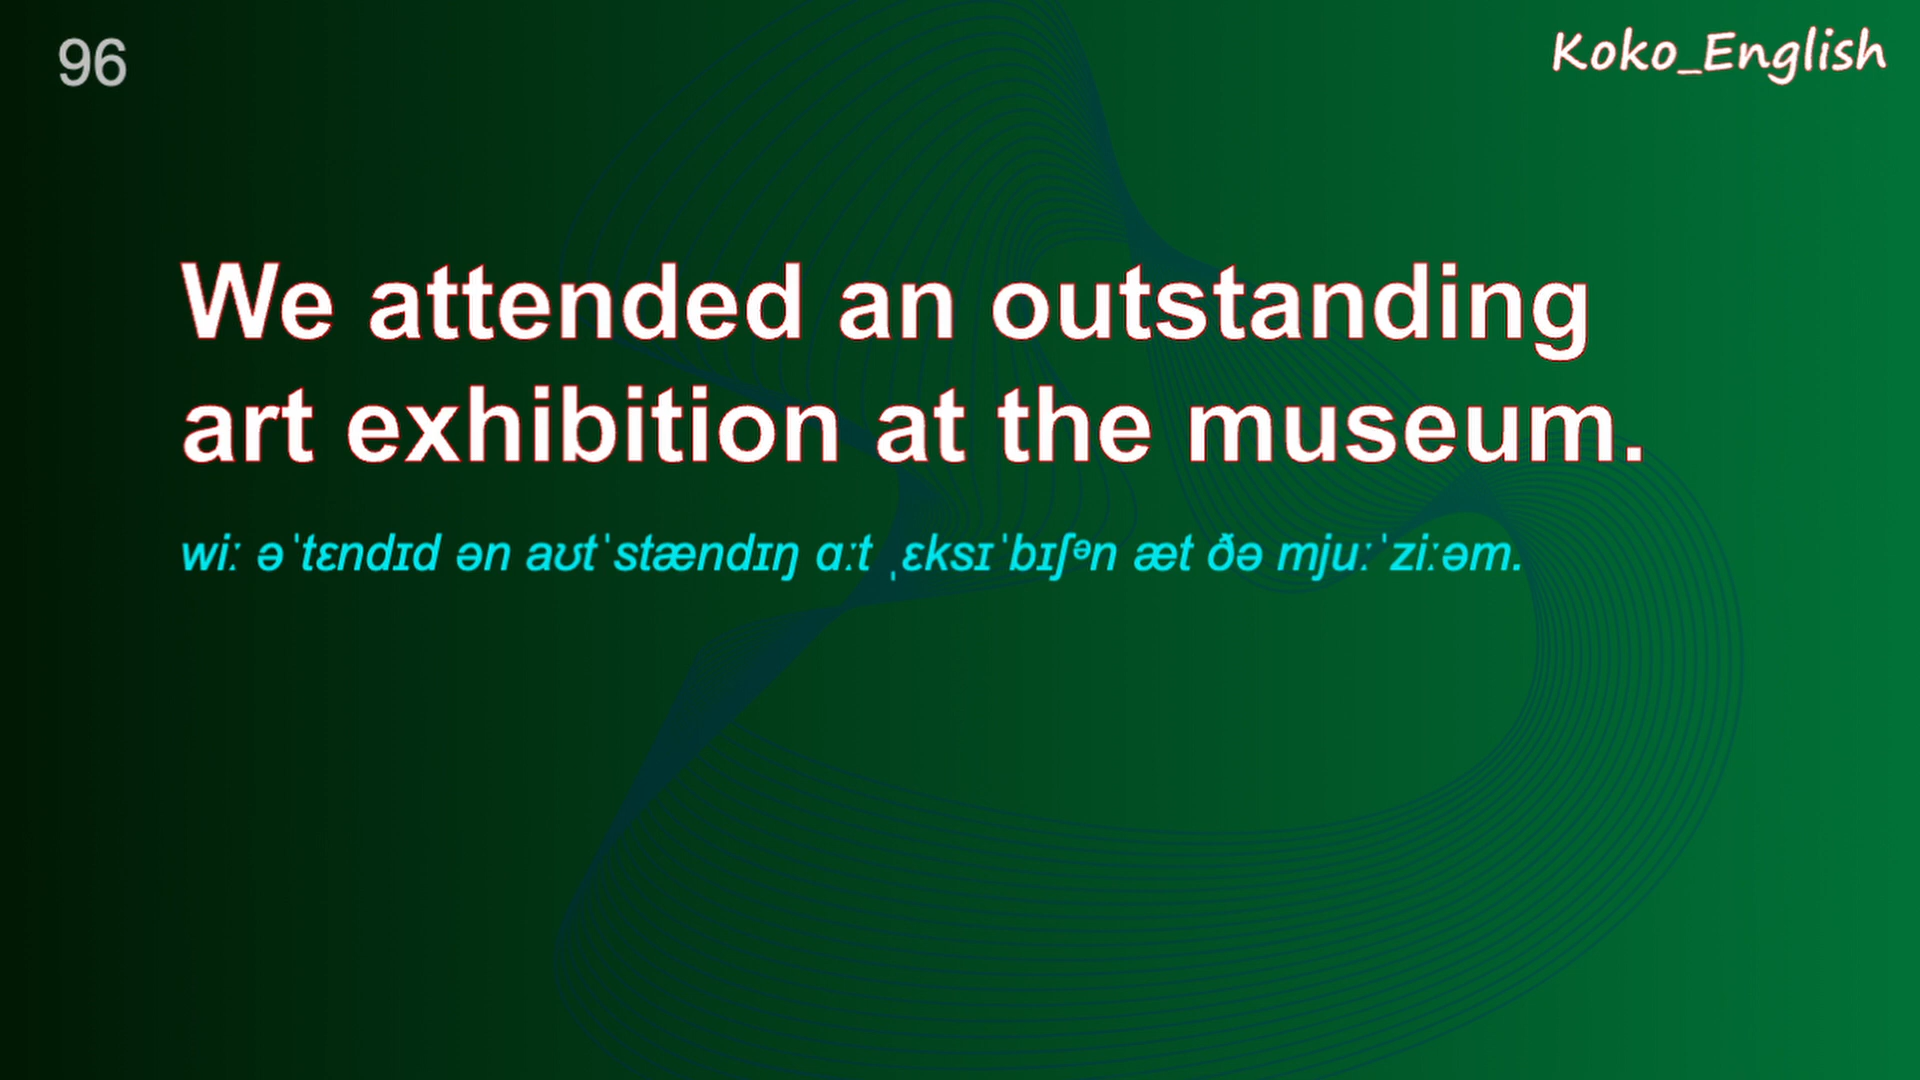 96
Koko_English
We attended an outstanding
art exhibition at the museum.
wiː əˈtɛndɪd ən aʊtˈstændɪŋ ɑːt ˌɛksɪˈbɪʃᵊn æt ðə mjuːˈziːəm.